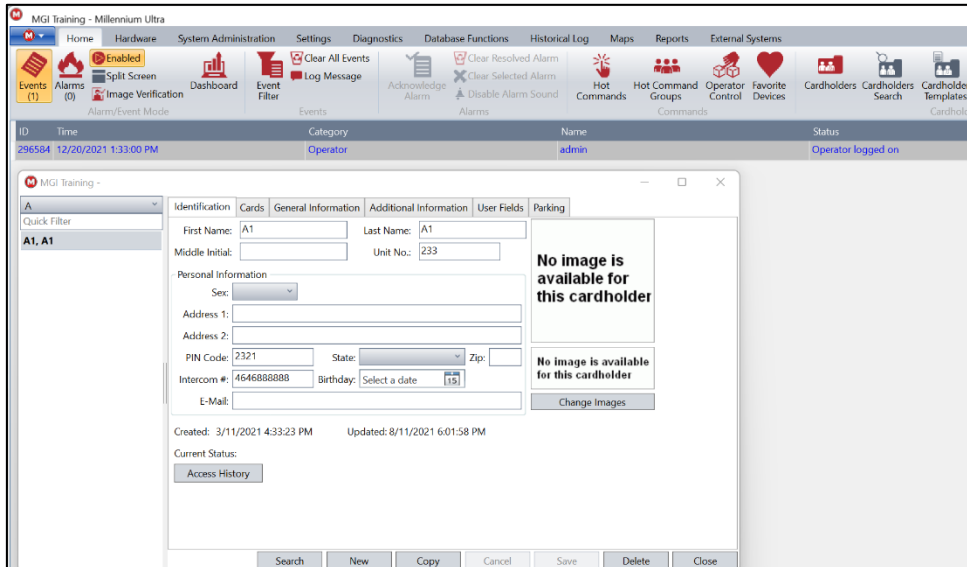 MGI Training - Millennium Ultra
Home Hardware System Administration Settings Diagnostics Database Functions Historical Log Maps Reports External Systems
Events (1)
Alarms (0)
Enabled
Split Screen
Image Verification
Alarm/Event Mode
Dashboard
Event Filter
Clear All Events
Log Message
Events
Acknowledge Alarm
Clear Resolved Alarm
Clear Selected Alarm
Disable Alarm Sound
Alarms
Hot Commands
Hot Command Groups
Operator Control
Favorite Devices
Commands
Cardholders
Cardholders Search
Cardholder Templates
Cardhol
ID Time Category Name Status
296584 12/20/2021 1:33:00 PM Operator admin Operator logged on
MGI Training -
A
Quick Filter
A1, A1
Identification Cards General Information Additional Information User Fields Parking
First Name: A1 Last Name: A1
Middle Initial: Unit No.: 233
Personal Information
Sex:
Address 1:
Address 2:
PIN Code: 2321 State: Zip:
Intercom #: 4646888888 Birthday: Select a date 15
E-Mail:
No image is
available for
this cardholder
No image is available
for this cardholder
Change Images
Created: 3/11/2021 4:33:23 PM Updated: 8/11/2021 6:01:58 PM
Current Status:
Access History
Search New Copy Cancel Save Delete Close